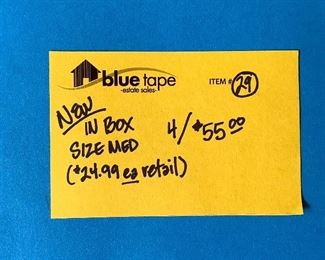 blue tape
-estate sales-
ITEM # 29
New
IN BOX
4/$55.00
SIZE MED
($24.99 ea retail)